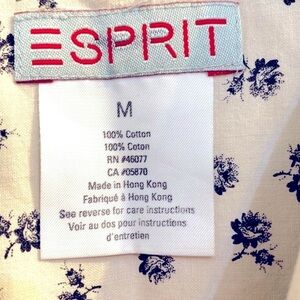 ESPRIT
M
100% Cotton
100% Coton
RN #46077
CA #05870
Made in Hong Kong
Fabriqué à Hong Kong
See reverse for care instructions
Voir au dos pour instructions
d'entretien